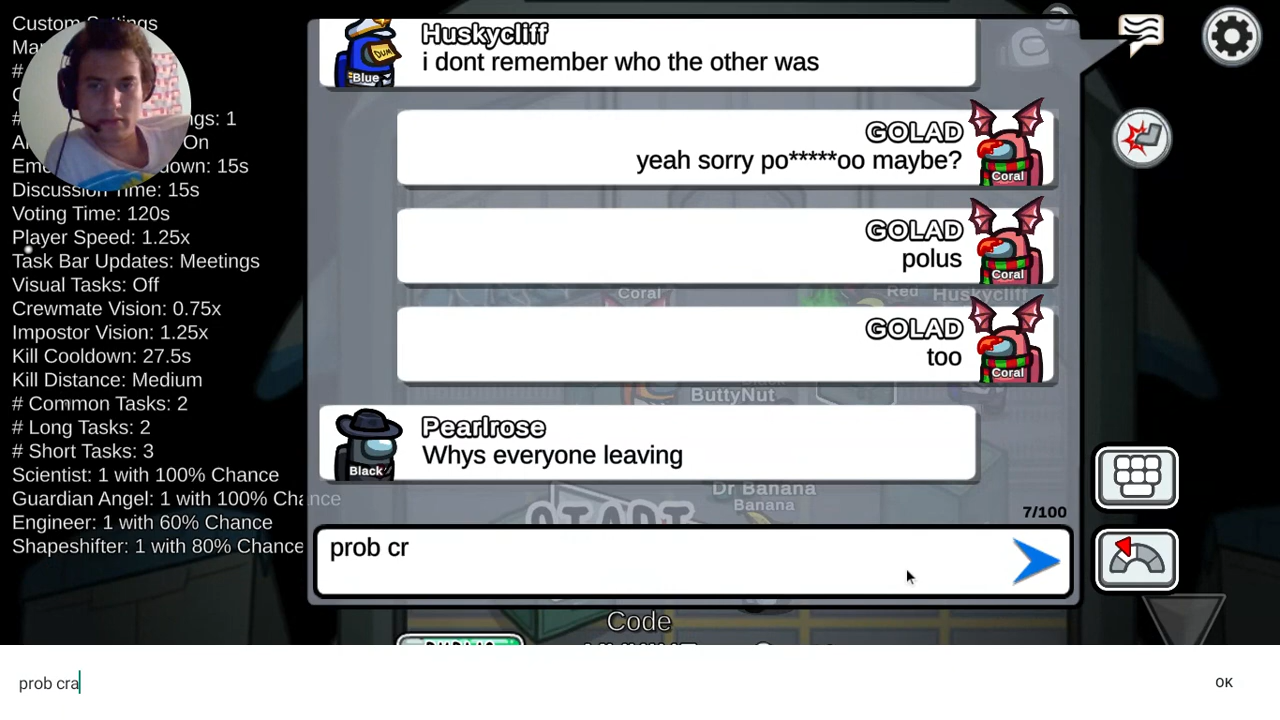 Custom Settings
Ma
#
ngs: 1
On
Eme down: 15s
Discussion Time: 15s
Voting Time: 120s
Player Speed: 1.25x
Task Bar Updates: Meetings
Visual Tasks: Off
Crewmate Vision: 0.75x
Impostor Vision: 1.25x
Kill Cooldown: 27.5s
Kill Distance: Medium
# Common Tasks: 2
# Long Tasks: 2
# Short Tasks: 3
Scientist: 1 with 100% Chance
Guardian Angel: 1 with 100% Chance
Engineer: 1 with 60% Chance
Shapeshifter: 1 with 80% Chance
Huskycliff
i dont remember who the other was
DUM
Blue
GOLAD
yeah sorry po*****oo maybe?
Coral
GOLAD
polus
Coral
Coral
Red
Huskycliff
GOLAD
too
Coral
Black
ButtyNut
Pearlrose
Whys everyone leaving
Black
Dr Banana
Banana
START
7/100
prob cr
Code
prob cra
OK